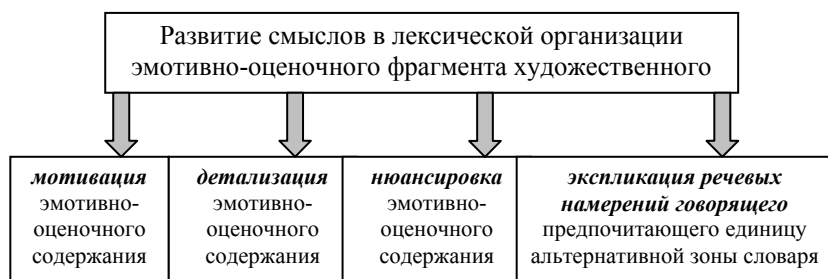 Развитие смыслов в лексической организации
эмотивно-оценочного фрагмента художественного
мотивация
эмотивно-
оценочного
содержания
детализация
эмотивно-
оценочного
содержания
нюансировка
эмотивно-
оценочного
содержания
экспликация речевых
намерений говорящего
предпочитающего единицу
альтернативной зоны словаря